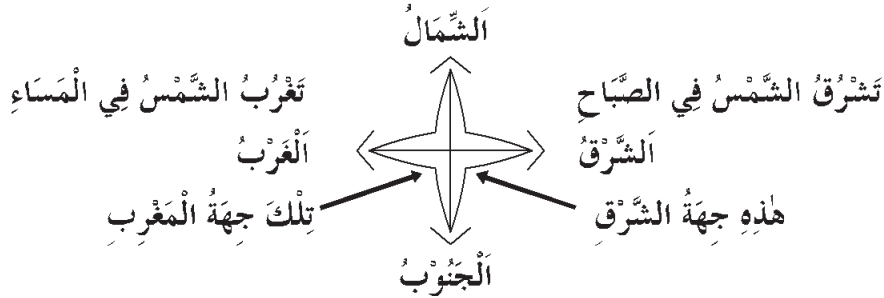 اَلشِّمَالُ
تَشْرُقُ الشَّمْسُ فِي الصَّبَاحِ
تَغْرُبُ الشَّمْسُ فِي الْمَسَاءِ
اَلشَّرْقُ
اَلْغَرْبُ
هٰذِهِ جِهَةُ الشَّرْقِ
تِلْكَ جِهَةُ الْمَغْرِبِ
اَلْجَنُوْبُ